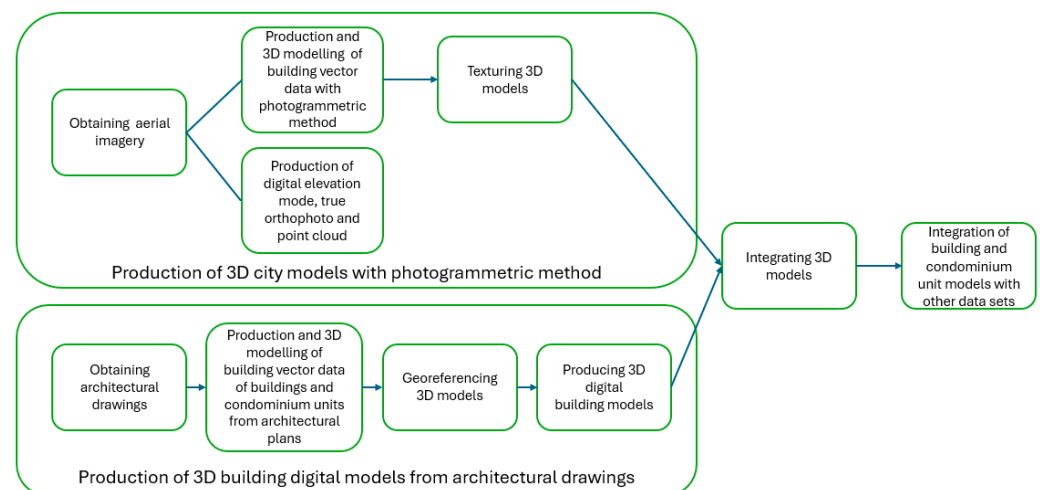 Production and
3D modelling of
building vector
data with
photogrammetric
method
Texturing 3D
models
Obtaining aerial
imagery
Production of
digital elevation
mode, true
orthophoto and
point cloud
Production of 3D city models with photogrammetric method
Integrating 3D
models
Integration of
building and
condominium
unit models with
other data sets
Obtaining
architectural
drawings
Production and 3D
modelling of
building vector data
of buildings and
condominium units
from architectural
plans
Georeferencing
3D models
Producing 3D
digital
building models
Production of 3D building digital models from architectural drawings